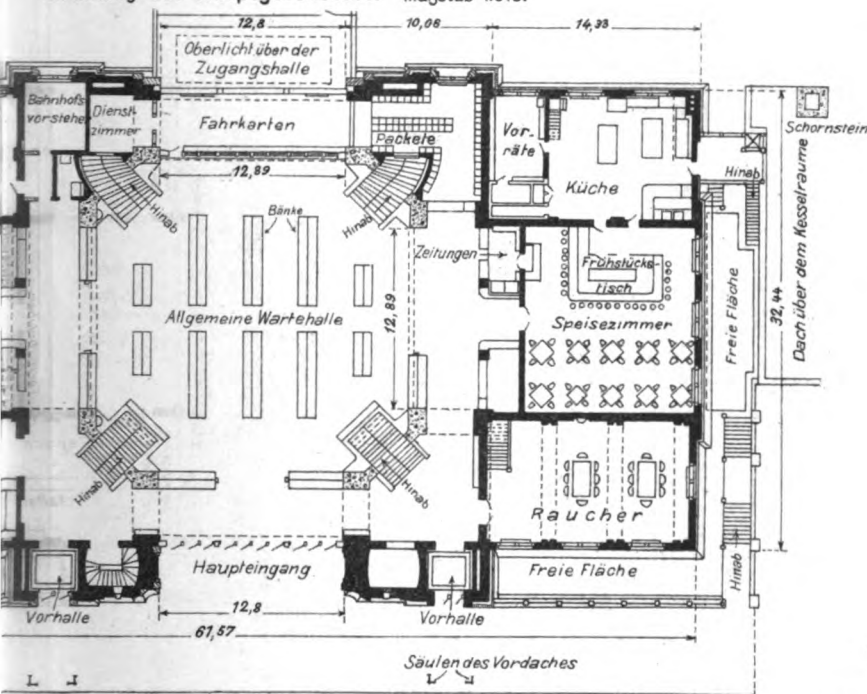 12,8
10,06
14,33
Oberlicht über der
Zugangshalle
Bahnhofs
vorsteher
Dienst-
zimmer
Fahrkarten
Packete
Vor-
räte
Küche
Hinab
Schornstein
12,89
Hinab
Hinab
Bänke
Zeitungen
Frühstücks-
tisch
Allgemeine Wartehalle
12,89
Speisezimmer
Freie Fläche
32,44
Dach über dem Kesselraume
Hinab
Hinab
Raucher
Haupteingang
Freie Fläche
Hinab
Vorhalle
12,8
Vorhalle
61,57
Säulen des Vordaches